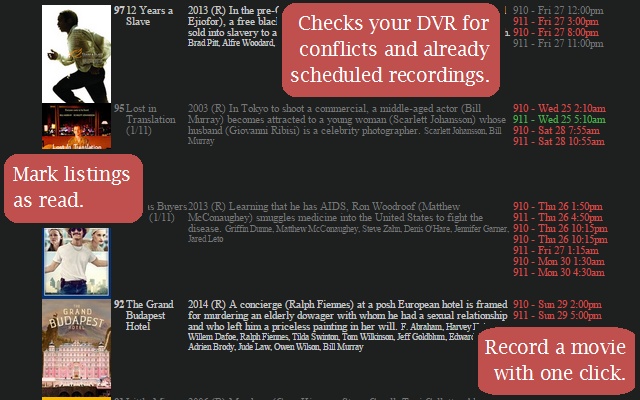 97 12 Years a Slave
2013 (R) In the pre-
Ejiofor), a free blac
sold into slavery to a
Brad Pitt, Alfre Woodard,
910 - Fri 27 12:00pm
911 - Fri 27 3:00pm
910 - Fri 27 8:00pm
911 - Fri 27 11:00pm
Checks your DVR for
conflicts and already
scheduled recordings.
95 Lost in
Translation
(1/11)
2003 (R) In Tokyo to shoot a commercial, a middle-aged actor (Bill
Murray) becomes attracted to a young woman (Scarlett Johansson) whose
husband (Giovanni Ribisi) is a celebrity photographer. Scarlett Johansson, Bill
Murray
910 - Wed 25 2:10am
911 - Wed 25 5:10am
910 - Sat 28 7:55am
911 - Sat 28 10:55am
Mark listings
as read.
as Buyers
(1/11)
2013 (R) Learning that he has AIDS, Ron Woodroof (Matthew
McConaughey) smuggles medicine into the United States to fight the
disease. Griffin Dunne, Matthew McConaughey, Steve Zahn, Denis O'Hare, Jennifer Garner,
Jared Leto
910 - Thu 26 1:50pm
911 - Thu 26 4:50pm
910 - Thu 26 10:15pm
910 - Thu 26 10:15pm
911 - Fri 27 1:15am
910 - Mon 30 1:30am
911 - Mon 30 4:30am
THE
GRAND
BUDAPEST
HOTEL
92 The Grand
Budapest
Hotel
2014 (R) A concierge (Ralph Fiennes) at a posh European hotel is framed
for murdering an elderly dowager with whom he had a sexual relationship
and who left him a priceless painting in her will. F. Abraham, Harvey
Willem Dafoe, Ralph Fiennes, Tilda Swinton, Tom Wilkinson, Jeff Goldblum, Edward
Adrien Brody, Jude Law, Owen Wilson, Bill Murray
910 - Sun 29 2:00pm
911 - Sun 29 5:00pm
Record a movie
with one click.